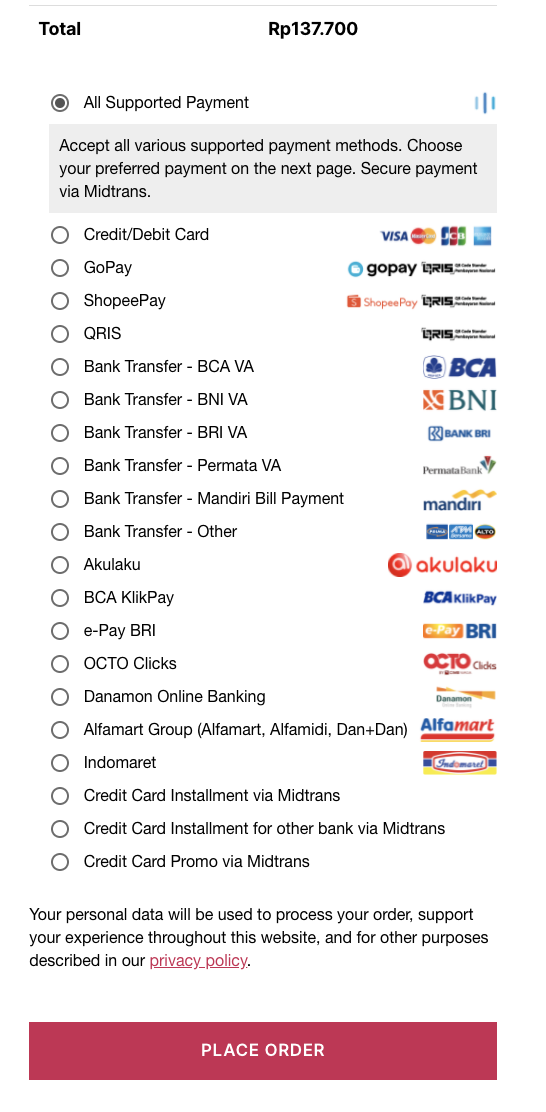 Total Rp137.700
All Supported Payment
Accept all various supported payment methods. Choose
your preferred payment on the next page. Secure payment
via Midtrans.
Credit/Debit Card VISA MasterCard JCB
GoPay gopay QRIS
ShopeePay ShopeePay QRIS
QRIS QRIS
Bank Transfer - BCA VA BCA
Bank Transfer - BNI VA BNI
Bank Transfer - BRI VA BANK BRI
Bank Transfer - Permata VA PermataBank
Bank Transfer - Mandiri Bill Payment mandiri
Bank Transfer - Other PRIMA ATM Bersama ALTO
Akulaku akulaku
BCA KlikPay BCA KlikPay
e-Pay BRI e-Pay BRI
OCTO Clicks OCTO Clicks
Danamon Online Banking Danamon Online Banking
Alfamart Group (Alfamart, Alfamidi, Dan+Dan) Alfamart
Indomaret Indomaret
Credit Card Installment via Midtrans
Credit Card Installment for other bank via Midtrans
Credit Card Promo via Midtrans
Your personal data will be used to process your order, support
your experience throughout this website, and for other purposes
described in our privacy policy.
PLACE ORDER